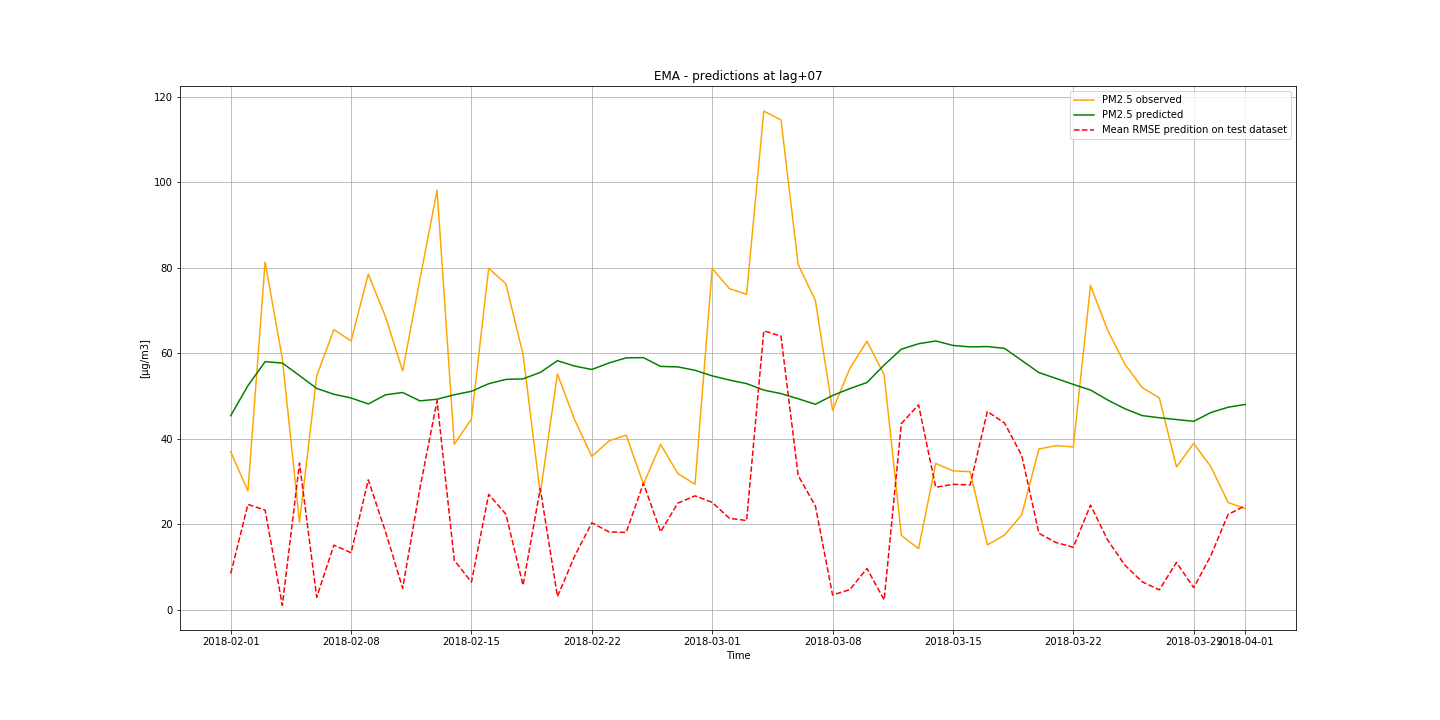 EMA - predictions at lag+07
PM2.5 observed
PM2.5 predicted
Mean RMSE predition on test dataset
120
100
80
60
40
20
0
[µg/m3]
2018-02-01 2018-02-08 2018-02-15 2018-02-22 2018-03-01 2018-03-08 2018-03-15 2018-03-22 2018-03-29 2018-04-01
Time